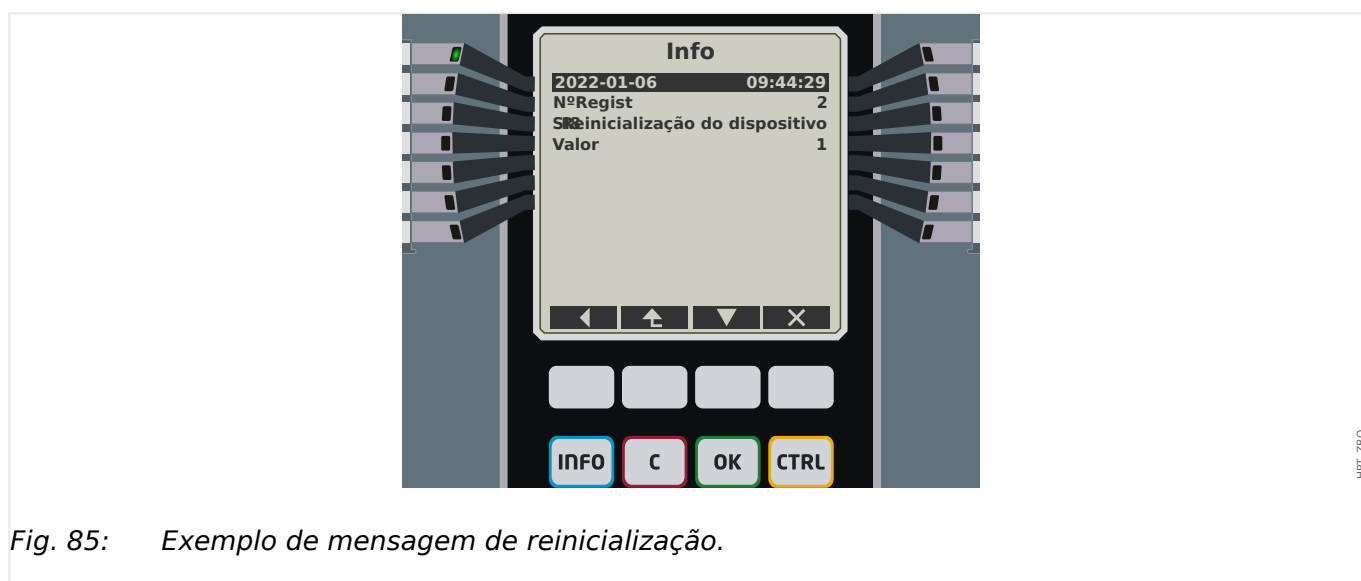 Info
2022-01-06 09:44:29
NºRegist 2
Reinicialização do dispositivo
Valor 1
INFO C OK CTRL
Fig. 85: Exemplo de mensagem de reinicialização.